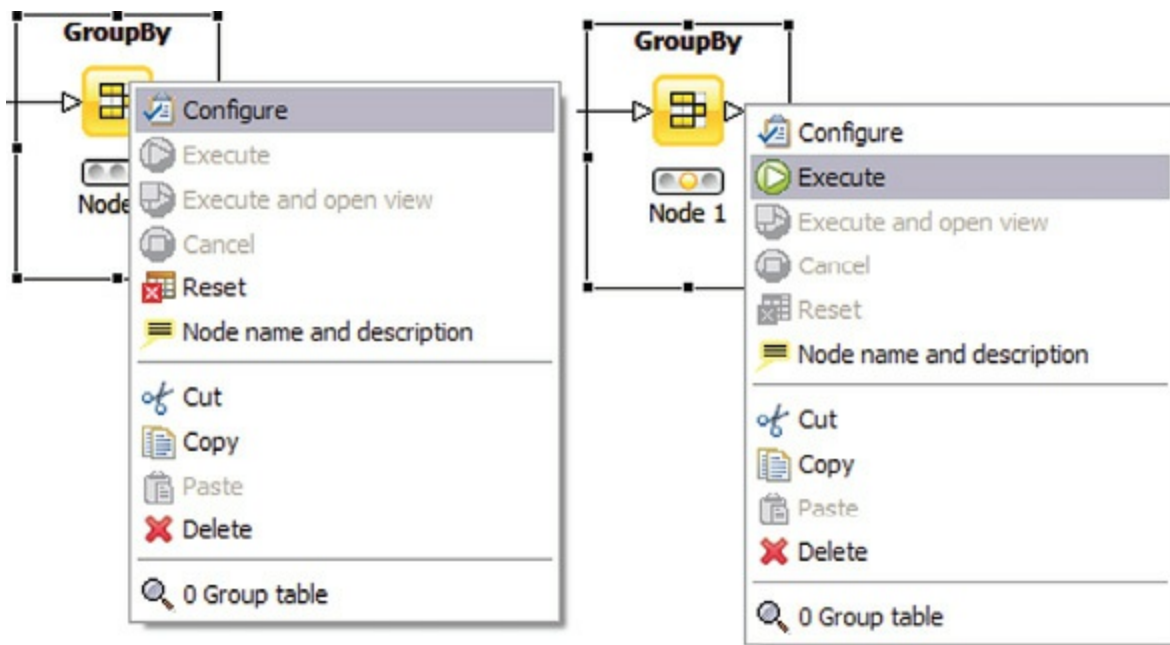 GroupBy
Node
Configure
Execute
Execute and open view
Cancel
Reset
Node name and description
Cut
Copy
Paste
Delete
0 Group table
GroupBy
Node 1
Configure
Execute
Execute and open view
Cancel
Reset
Node name and description
Cut
Copy
Paste
Delete
0 Group table